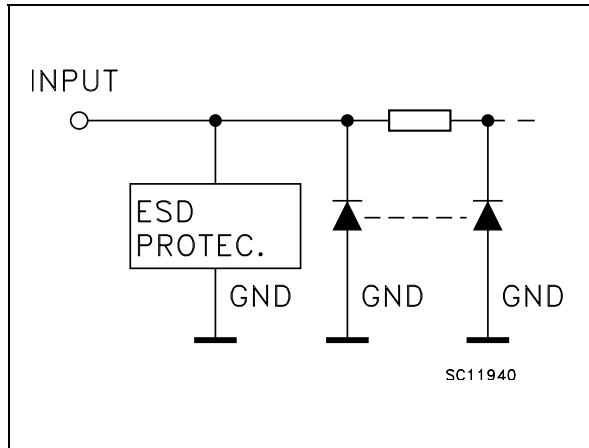 INPUT
ESD
PROTEC.
GND
GND
GND
SC11940